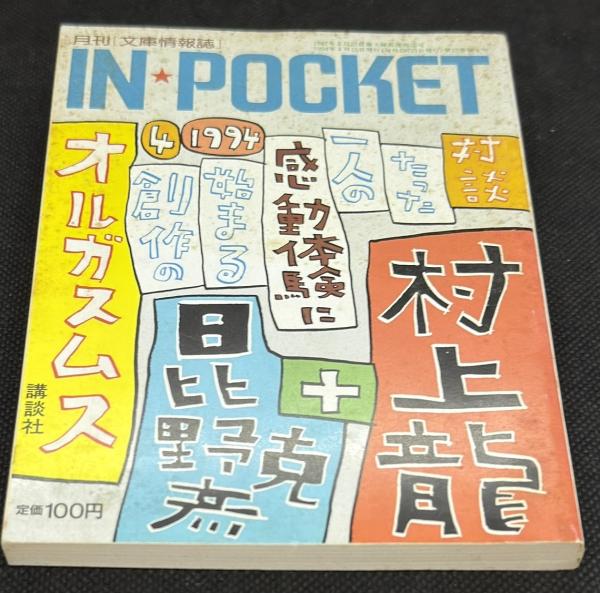 月刊[文庫情報誌]
IN★POCKET
4 1994
対談
たった
一人の
感動体験に
始まる
創作の
オルガスムス
村上龍
+
日比野克彦
講談社
定価100円